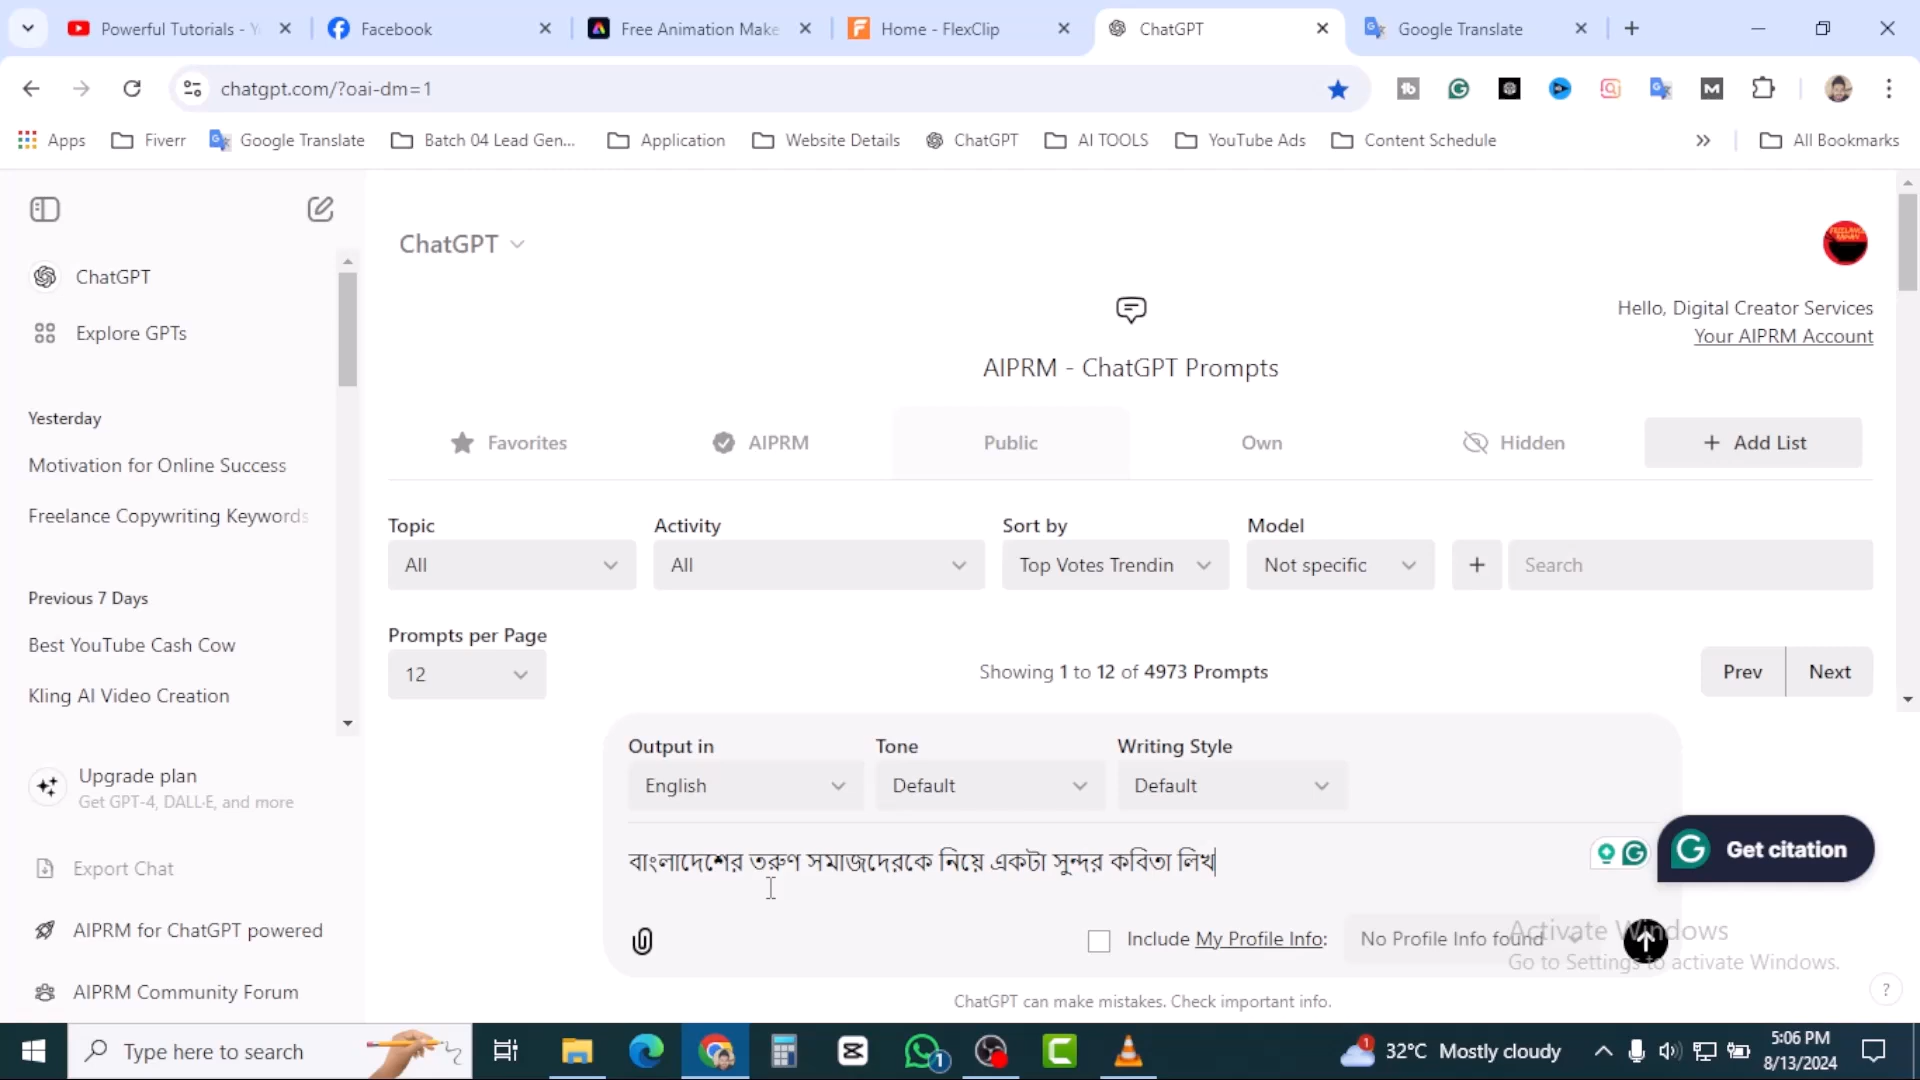 Powerful Tutorials - Y
Facebook
Free Animation Make
Home - FlexClip
ChatGPT
Google Translate
chatgpt.com/?oai-dm=1
Apps
Fiverr
Google Translate
Batch 04 Lead Gen...
Application
Website Details
ChatGPT
AI TOOLS
YouTube Ads
Content Schedule
All Bookmarks
ChatGPT
Explore GPTs
Yesterday
Motivation for Online Success
Freelance Copywriting Keywords
Previous 7 Days
Best YouTube Cash Cow
Kling AI Video Creation
Upgrade plan
Get GPT-4, DALL·E, and more
Export Chat
AIPRM for ChatGPT powered
AIPRM Community Forum
ChatGPT
Hello, Digital Creator Services
Your AIPRM Account
AIPRM - ChatGPT Prompts
Favorites
AIPRM
Public
Own
Hidden
+ Add List
Topic
Activity
Sort by
Model
All
All
Top Votes Trendin
Not specific
+
Search
Prompts per Page
12
Showing 1 to 12 of 4973 Prompts
Prev
Next
Output in
Tone
Writing Style
English
Default
Default
বাংলাদেশের তরুণ সমাজদেরকে নিয়ে একটা সুন্দর কবিতা লিখ
Get citation
Include My Profile Info:
No Profile Info found
Activate Windows
Go to Settings to activate Windows.
ChatGPT can make mistakes. Check important info.
?
Type here to search
1
1
32°C Mostly cloudy
5:06 PM
8/13/2024